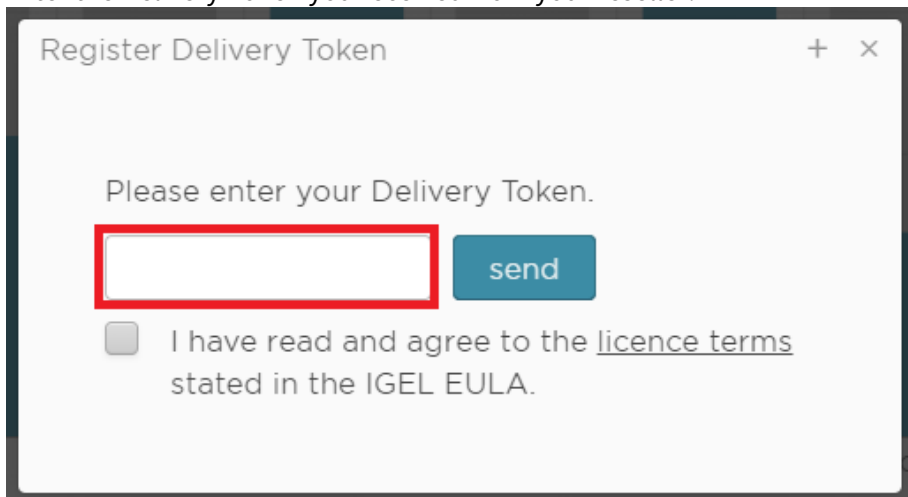 Register Delivery Token
Please enter your Delivery Token.
send
I have read and agree to the licence terms
stated in the IGEL EULA.